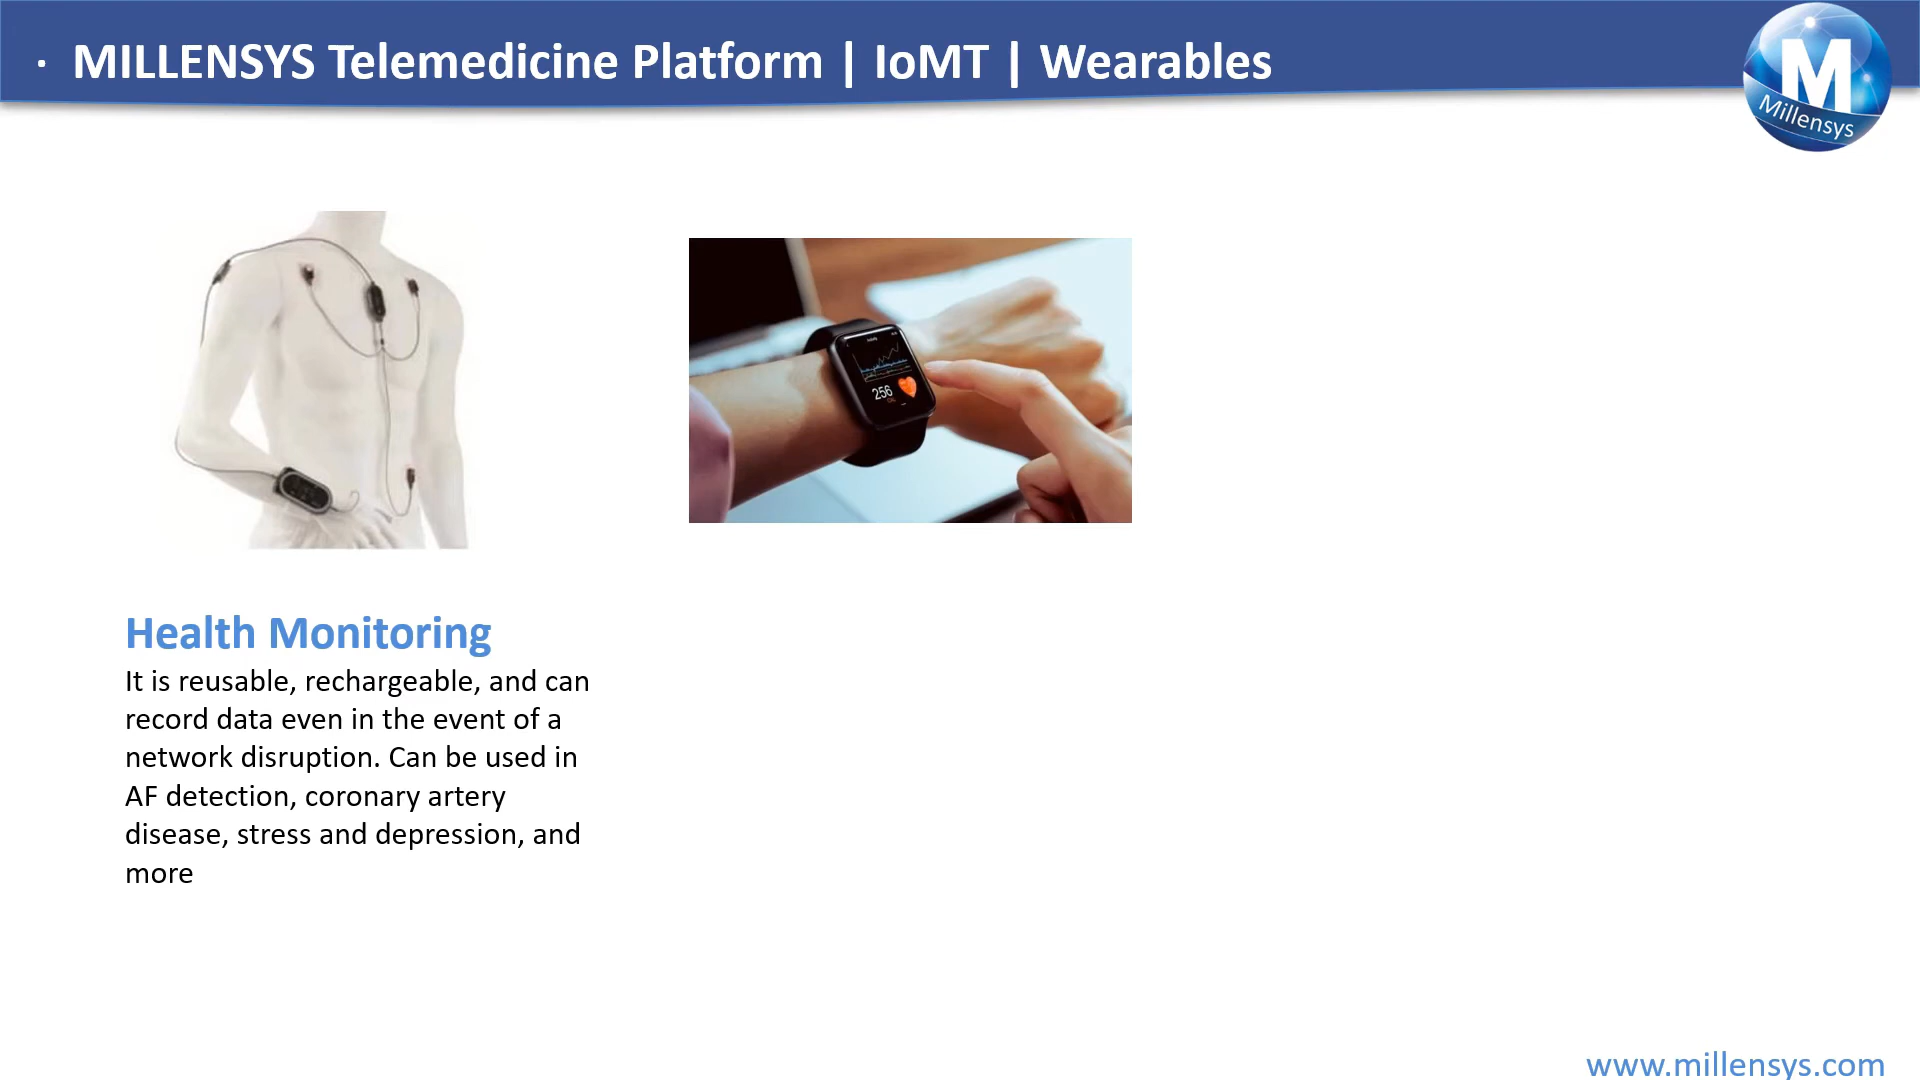 · MILLENSYS Telemedicine Platform | IoMT | Wearables
M
Millensys
256
Health Monitoring
It is reusable, rechargeable, and can
record data even in the event of a
network disruption. Can be used in
AF detection, coronary artery
disease, stress and depression, and
more
www.millensys.com